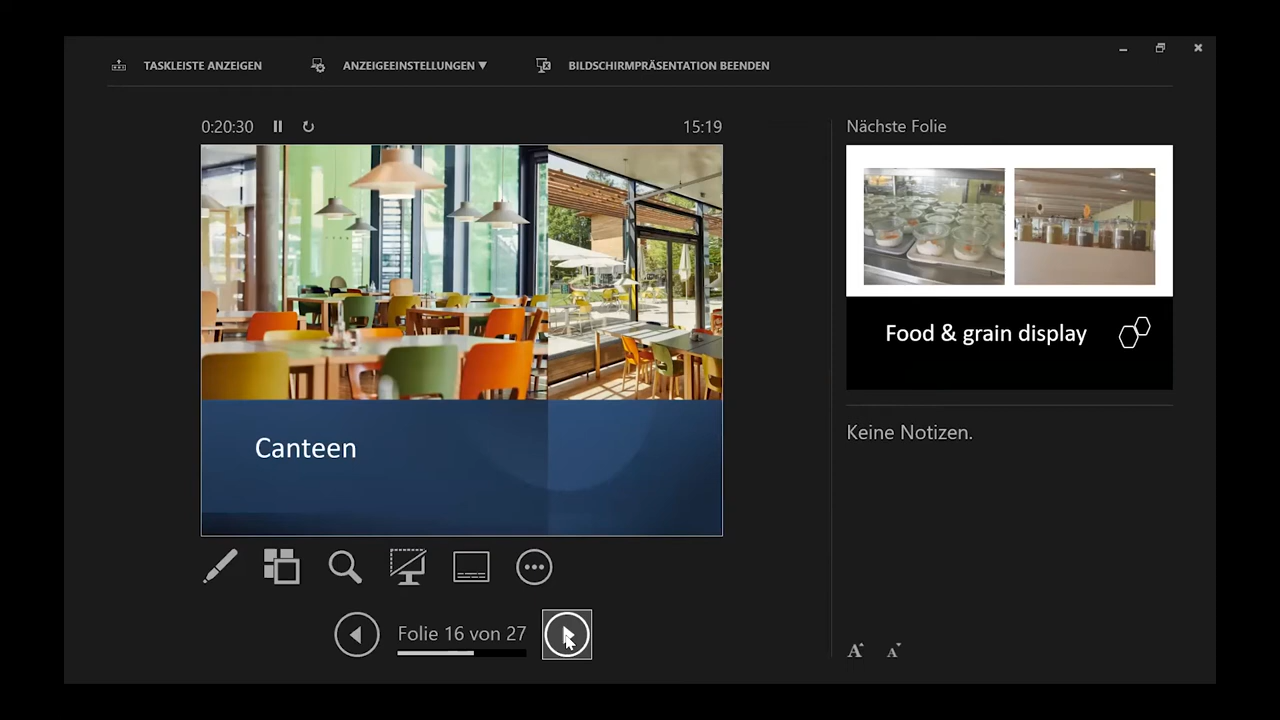 TASKLEISTE ANZEIGEN
ANZEIGEEINSTELLUNGEN ▼
BILDSCHIRMPRÄSENTATION BEENDEN
0:20:30
15:19
Canteen
Folie 16 von 27
Nächste Folie
Food & grain display
Keine Notizen.
A A